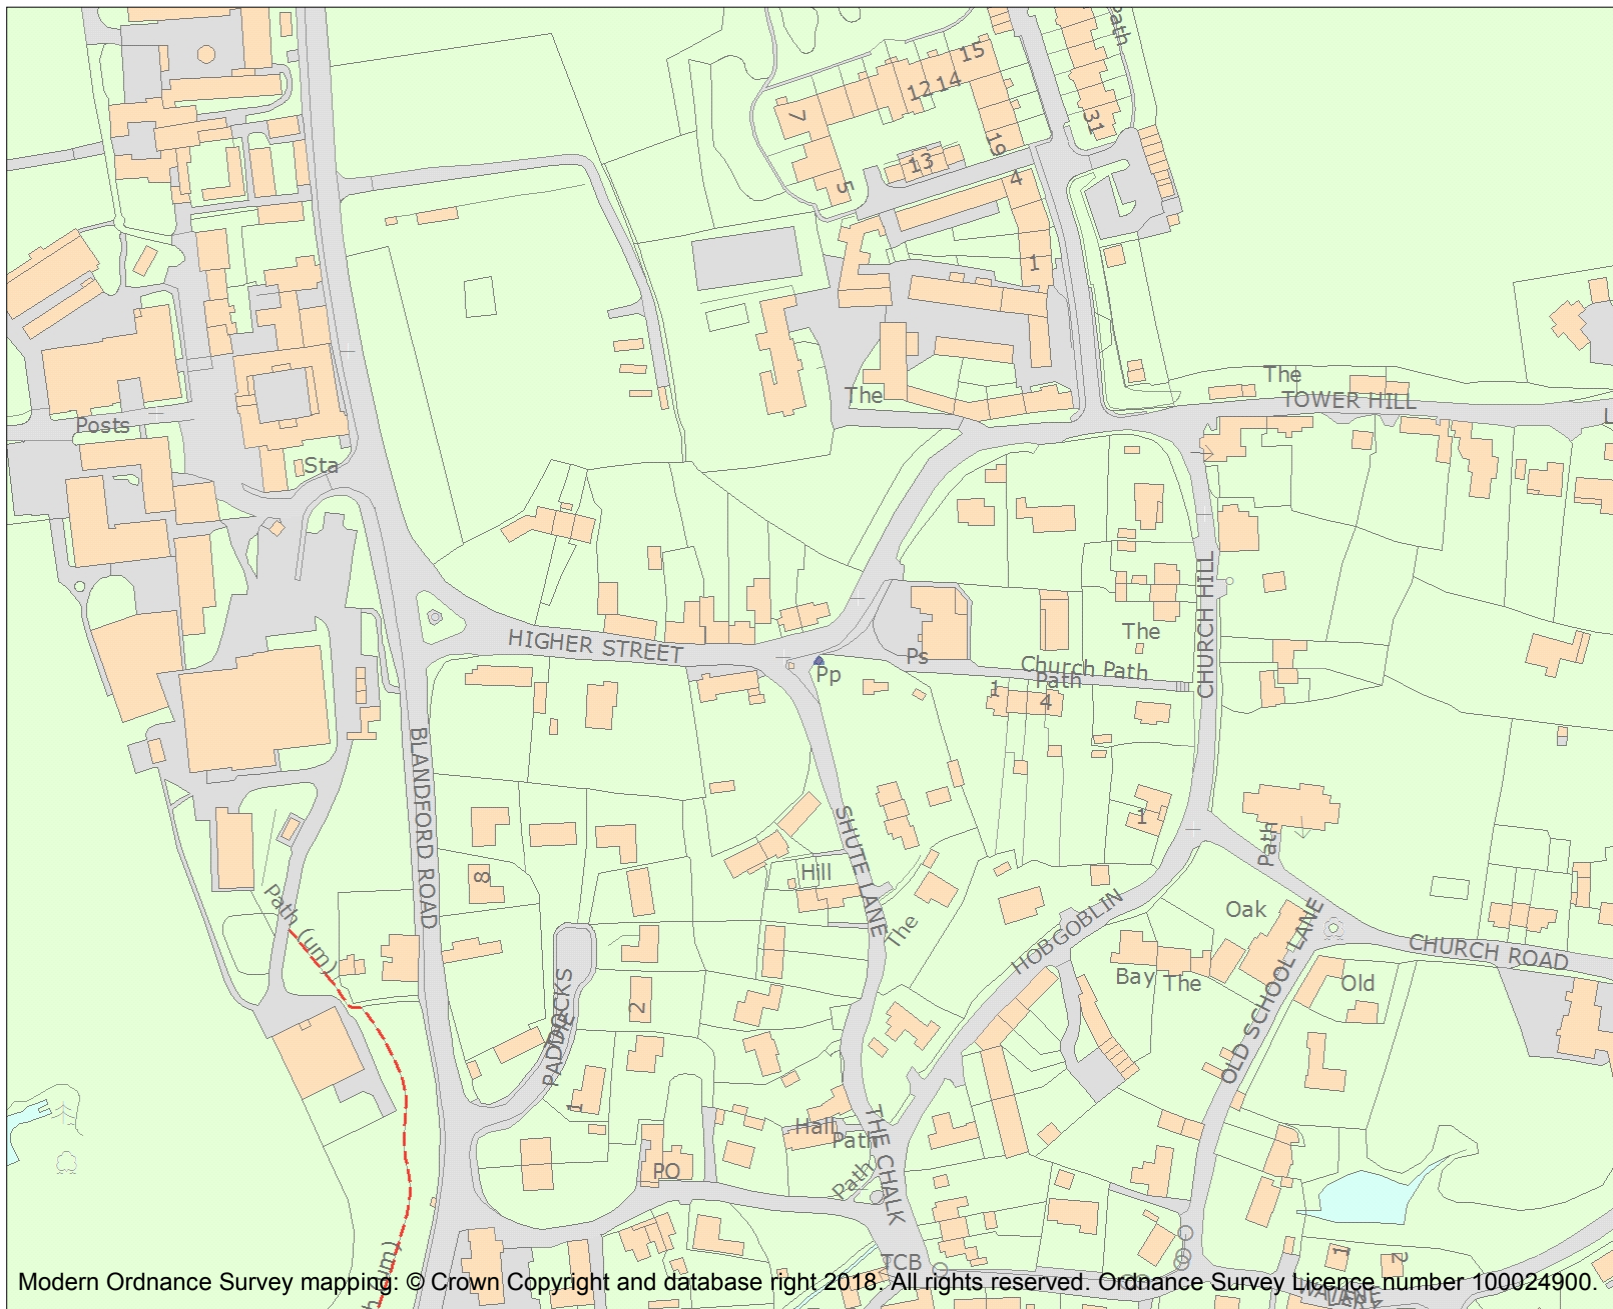 Path
15
12 14
7
31
19
13
4
5
1
The
The
TOWER HILL
L
Posts
Sta
CHURCH HILL
HIGHER STREET
The
Ps
Church Path
Path
Pp
1
4
BLANDFORD ROAD
SHUTE LANE
1
Path
Hill
8
Path (um)
The
HOBGOBLIN
Oak
OLD SCHOOL LANE
CHURCH ROAD
Bay
The
Old
2
PADDOCKS
THE
1
Hall
Path
THE CHALK
PO
Path
TCB
1
2
Modern Ordnance Survey mapping: © Crown Copyright and database right 2018. All rights reserved. Ordnance Survey Licence number 100024900.